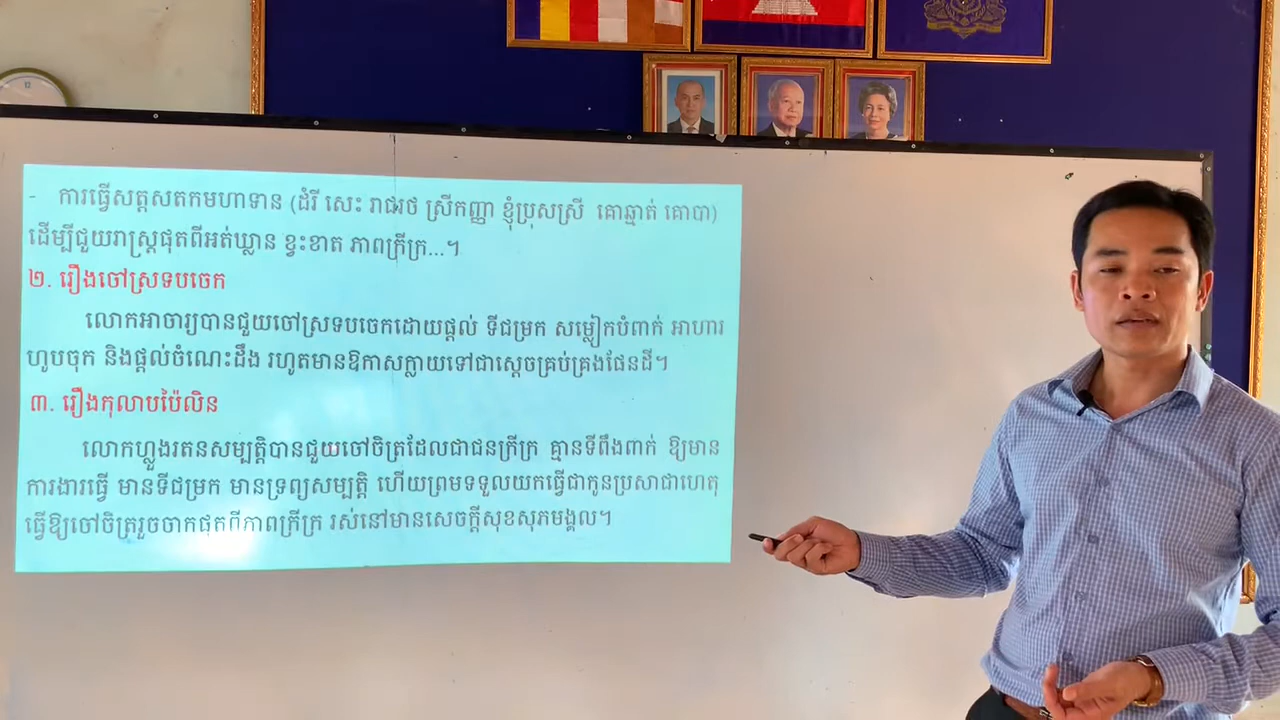 - ការធ្វើសត្តសតកមហាទាន (ដំរី សេះ រាជរថ ស្រីកញ្ញា ខ្ញុំប្រុសស្រី គោឆ្មាត់ គោបា)
ដើម្បីជួយរាស្ត្រផុតពីអត់ឃ្លាន ខ្វះខាត ភាពក្រីក្រ...។
២. រឿងចៅស្រទបចេក
លោកអាចារ្យបានជួយចៅស្រទបចេកដោយផ្តល់ ទីជម្រក សម្លៀកបំពាក់ អាហារ
ហូបចុក និងផ្តល់ចំណេះដឹង រហូតមានឱកាសក្លាយទៅជាស្តេចគ្រប់គ្រងផែនដី។
៣. រឿងកុលាបប៉ៃលិន
លោកហ្លួងរតនសម្បត្តិបានជួយចៅចិត្រដែលជាជនក្រីក្រ គ្មានទីពឹងពាក់ ឱ្យមាន
ការងារធ្វើ មានទីជម្រក មានទ្រព្យសម្បត្តិ ហើយព្រមទទួលយកធ្វើជាកូនប្រសាជាហេតុ
ធ្វើឱ្យចៅចិត្ររួចចាកផុតពីភាពក្រីក្រ រស់នៅមានសេចក្តីសុខសុភមង្គល។